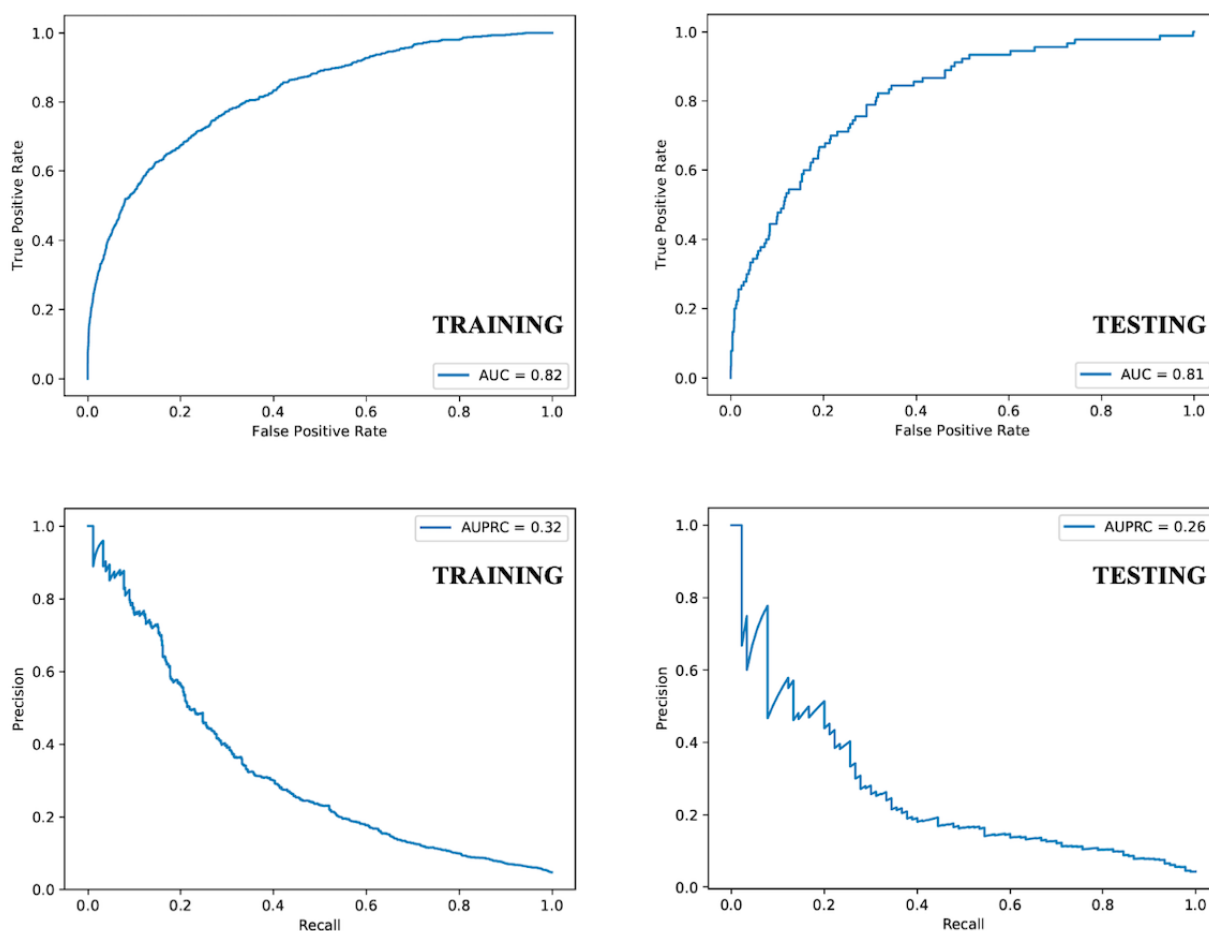 1.0
0.8
0.6
0.4
0.2
0.0
True Positive Rate
TRAINING
AUC = 0.82
0.0 0.2 0.4 0.6 0.8 1.0
False Positive Rate
1.0
0.8
0.6
0.4
0.2
0.0
True Positive Rate
TESTING
AUC = 0.81
0.0 0.2 0.4 0.6 0.8 1.0
False Positive Rate
1.0
0.8
0.6
0.4
0.2
0.0
Precision
AUPRC = 0.32
TRAINING
0.0 0.2 0.4 0.6 0.8 1.0
Recall
1.0
0.8
0.6
0.4
0.2
0.0
Precision
AUPRC = 0.26
TESTING
0.0 0.2 0.4 0.6 0.8 1.0
Recall